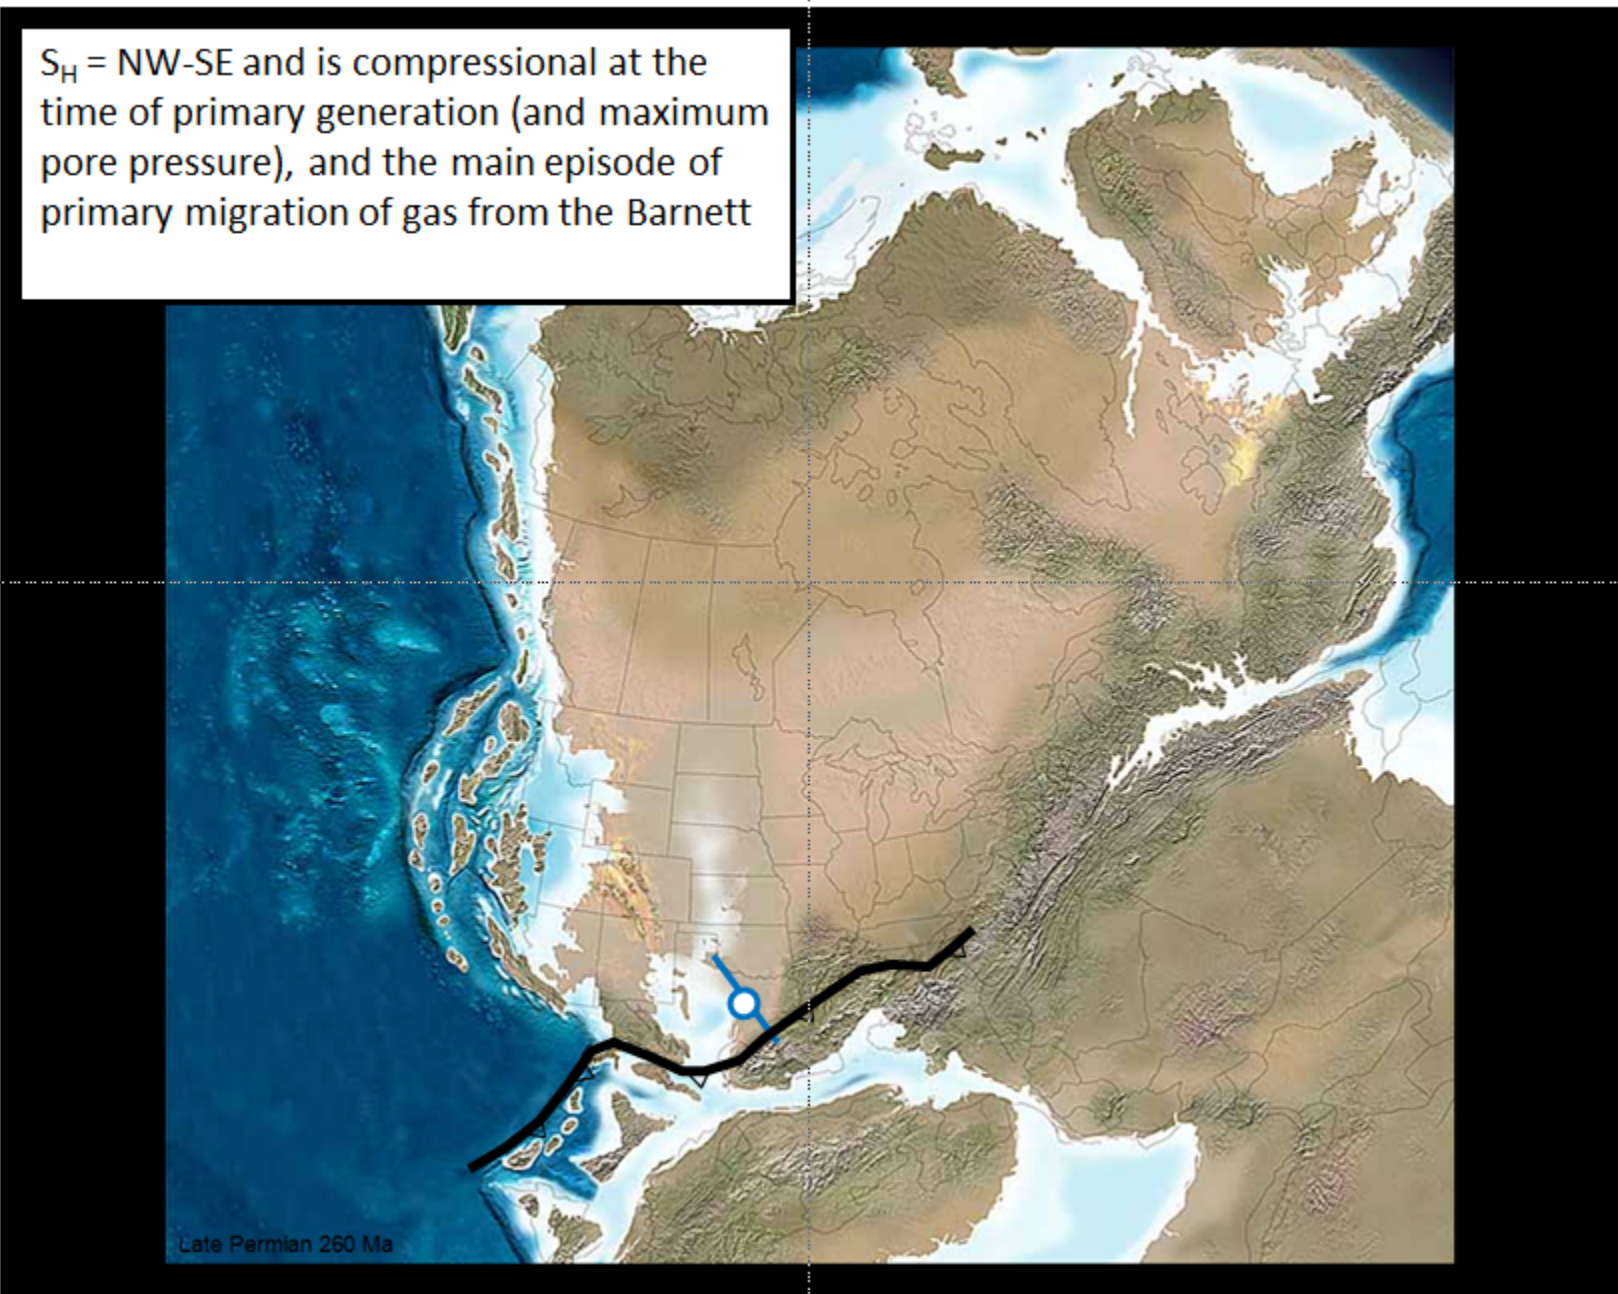 S_H = NW-SE and is compressional at the
time of primary generation (and maximum
pore pressure), and the main episode of
primary migration of gas from the Barnett
Late Permian 260 Ma